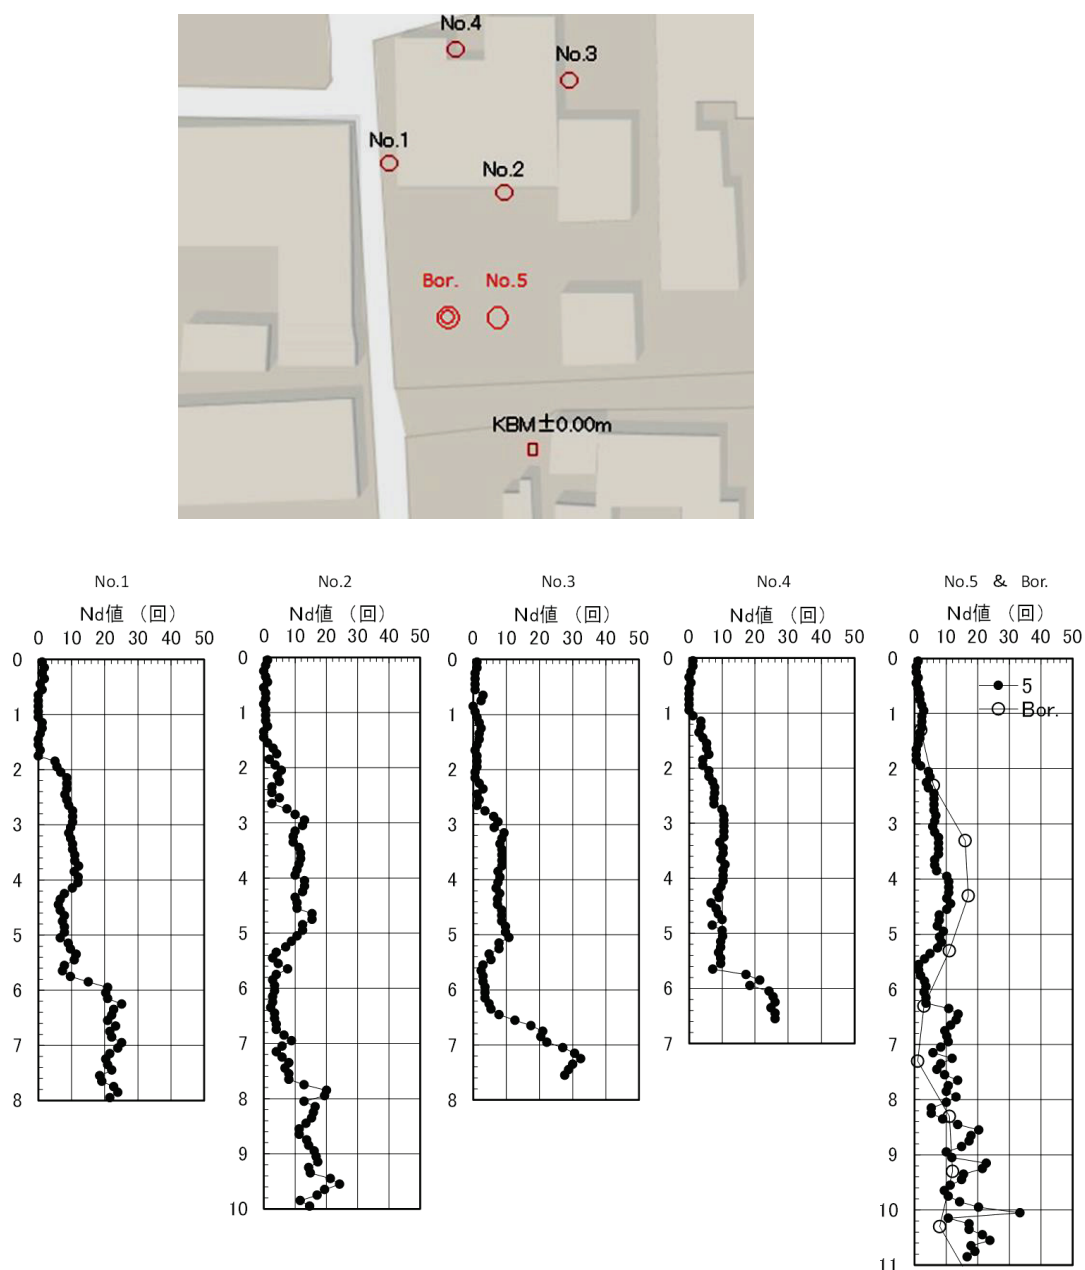 No.4
No.3
No.1
No.2
Bor. No.5
KBM±0.00m
No.1 No.2 No.3 No.4 No.5 & Bor.
Nd値 (回) Nd値 (回) Nd値 (回) Nd値 (回) Nd値 (回)
0 10 20 30 40 50 0 10 20 30 40 50 0 10 20 30 40 50 0 10 20 30 40 50 0 10 20 30 40 50
0 0 0 0 0
5
Bor.
1 1 1 1 1
2 2 2 2 2
3 3 3 3 3
4 4 4 4 4
5 5 5 5 5
6 6 6 6 6
7 7 7 7 7
8 8 8 8
9 9
10 10
11